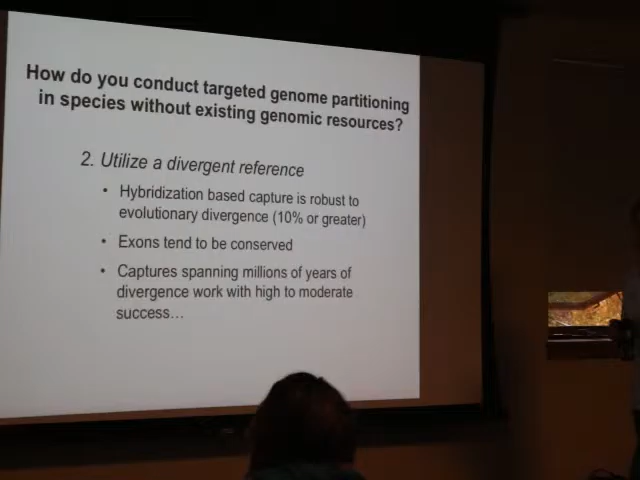 How do you conduct targeted genome partitioning
in species without existing genomic resources?
2. Utilize a divergent reference
• Hybridization based capture is robust to
evolutionary divergence (10% or greater)
• Exons tend to be conserved
• Captures spanning millions of years of
divergence work with high to moderate
success...